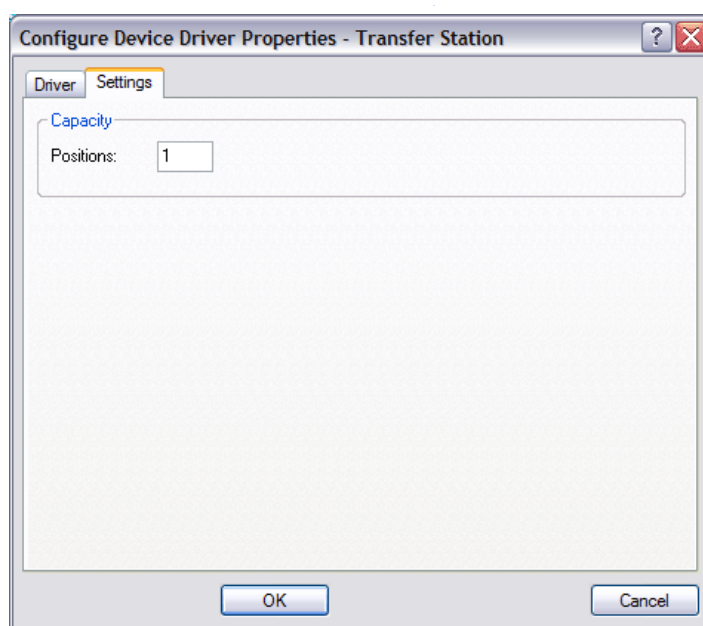 Configure Device Driver Properties - Transfer Station
?
Driver Settings
Capacity
Positions: 1
OK Cancel